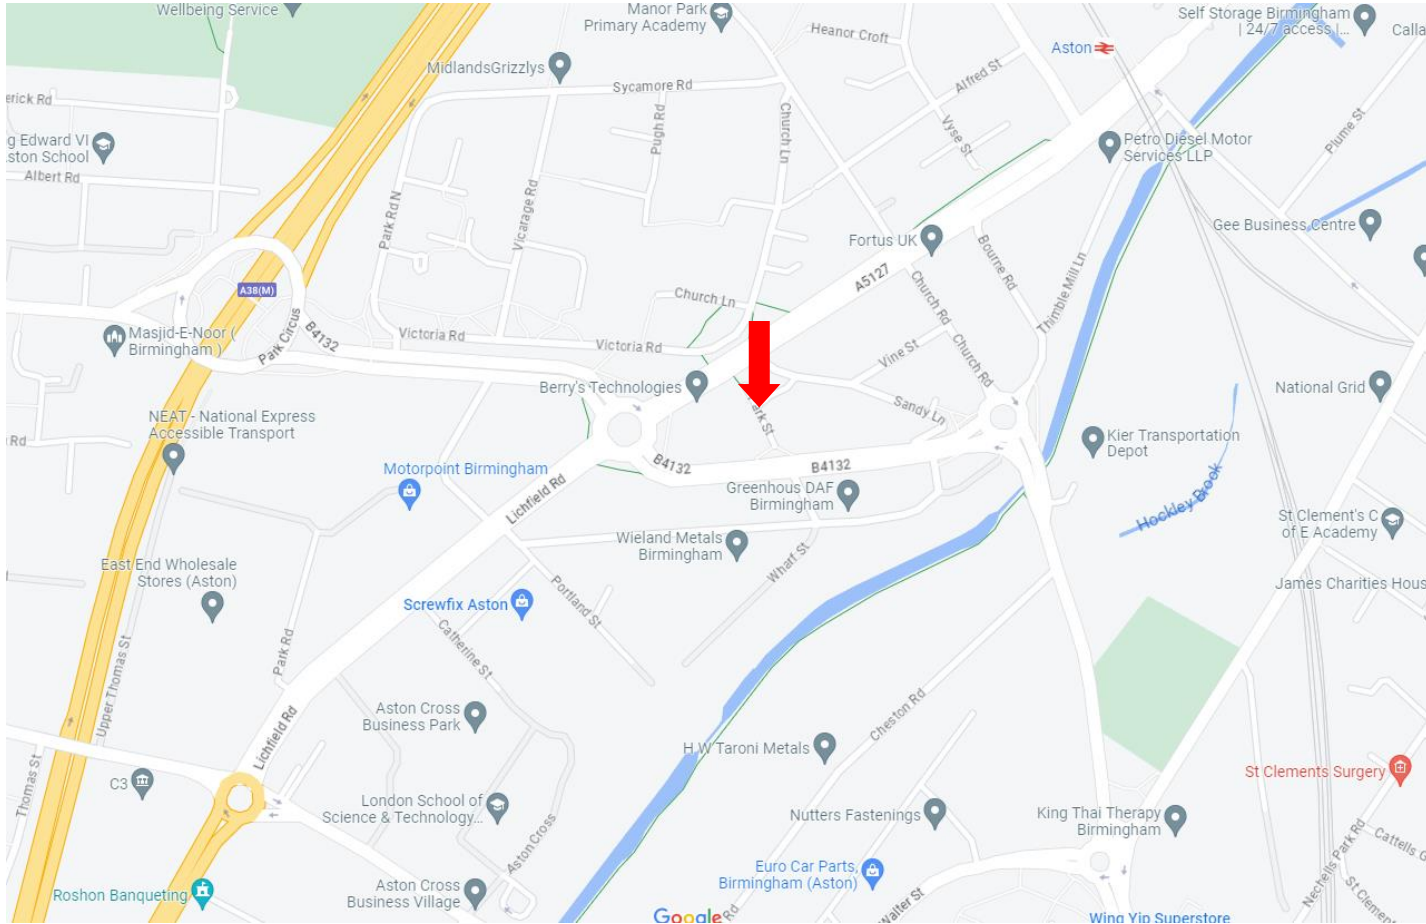 Wellbeing Service
Manor Park
Primary Academy
Self Storage Birmingham
| 24/7 access |...
Heanor Croft
Calla
Aston
MidlandsGrizzlys
Alfred St
Sycamore Rd
erick Rd
Pugh Rd
Church Ln
Vyse St
Plume St
g Edward VI
ston School
Petro Diesel Motor
Services LLP
Albert Rd
Park Rd N
Vicarage Rd
Gee Business Centre
Fortus UK
Bourne Rd
A5127
Thimble Mill Ln
A38(M)
Church Ln
Church Rd
Park Circus
B4132
Masjid-E-Noor (
Birmingham )
Victoria Rd
Victoria Rd
Vine St
Church Rd
Berry's Technologies
National Grid
NEAT - National Express
Accessible Transport
Park St
Sandy Ln
Rd
Kier Transportation
Depot
Motorpoint Birmingham
B4132
B4132
Greenhous DAF
Birmingham
Lichfield Rd
Hockley Brook
St Clement's C
of E Academy
Wieland Metals
Birmingham
Wharf St
East End Wholesale
Stores (Aston)
James Charities Hous
Screwfix Aston
Portland St
Catherine St
Park Rd
Upper Thomas St
Aston Cross
Business Park
Cheston Rd
Lichfield Rd
H W Taroni Metals
St Clements Surgery
Thomas St
C3
London School of
Science & Technology...
Nutters Fastenings
King Thai Therapy
Birmingham
Aston Cross
Nechells Park Rd
Cattells G
Euro Car Parts,
Birmingham (Aston)
Roshon Banqueting
Aston Cross
Business Village
St Clement
Walter St
Google
Rd
Wing Yip Superstore